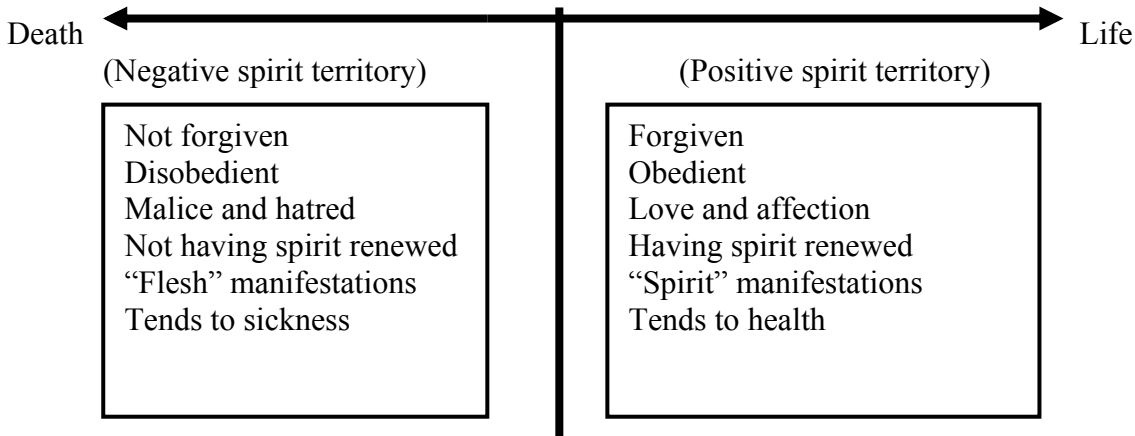 Death
Life
(Negative spirit territory)
(Positive spirit territory)
Not forgiven
Disobedient
Malice and hatred
Not having spirit renewed
“Flesh” manifestations
Tends to sickness
Forgiven
Obedient
Love and affection
Having spirit renewed
“Spirit” manifestations
Tends to health